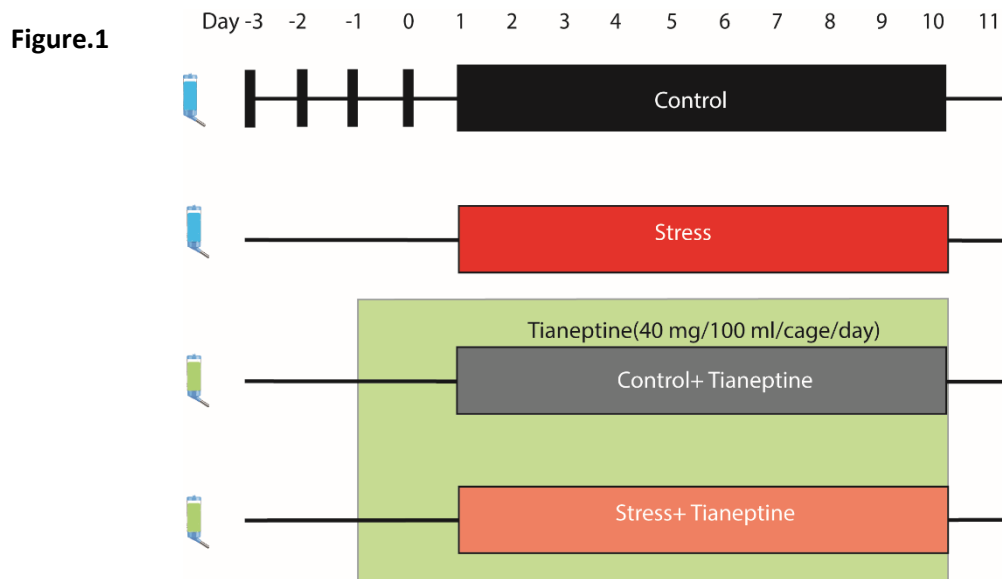 Figure.1
Day -3 -2 -1 0 1 2 3 4 5 6 7 8 9 10 11
Control
Stress
Tianeptine(40 mg/100 ml/cage/day)
Control+ Tianeptine
Stress+ Tianeptine